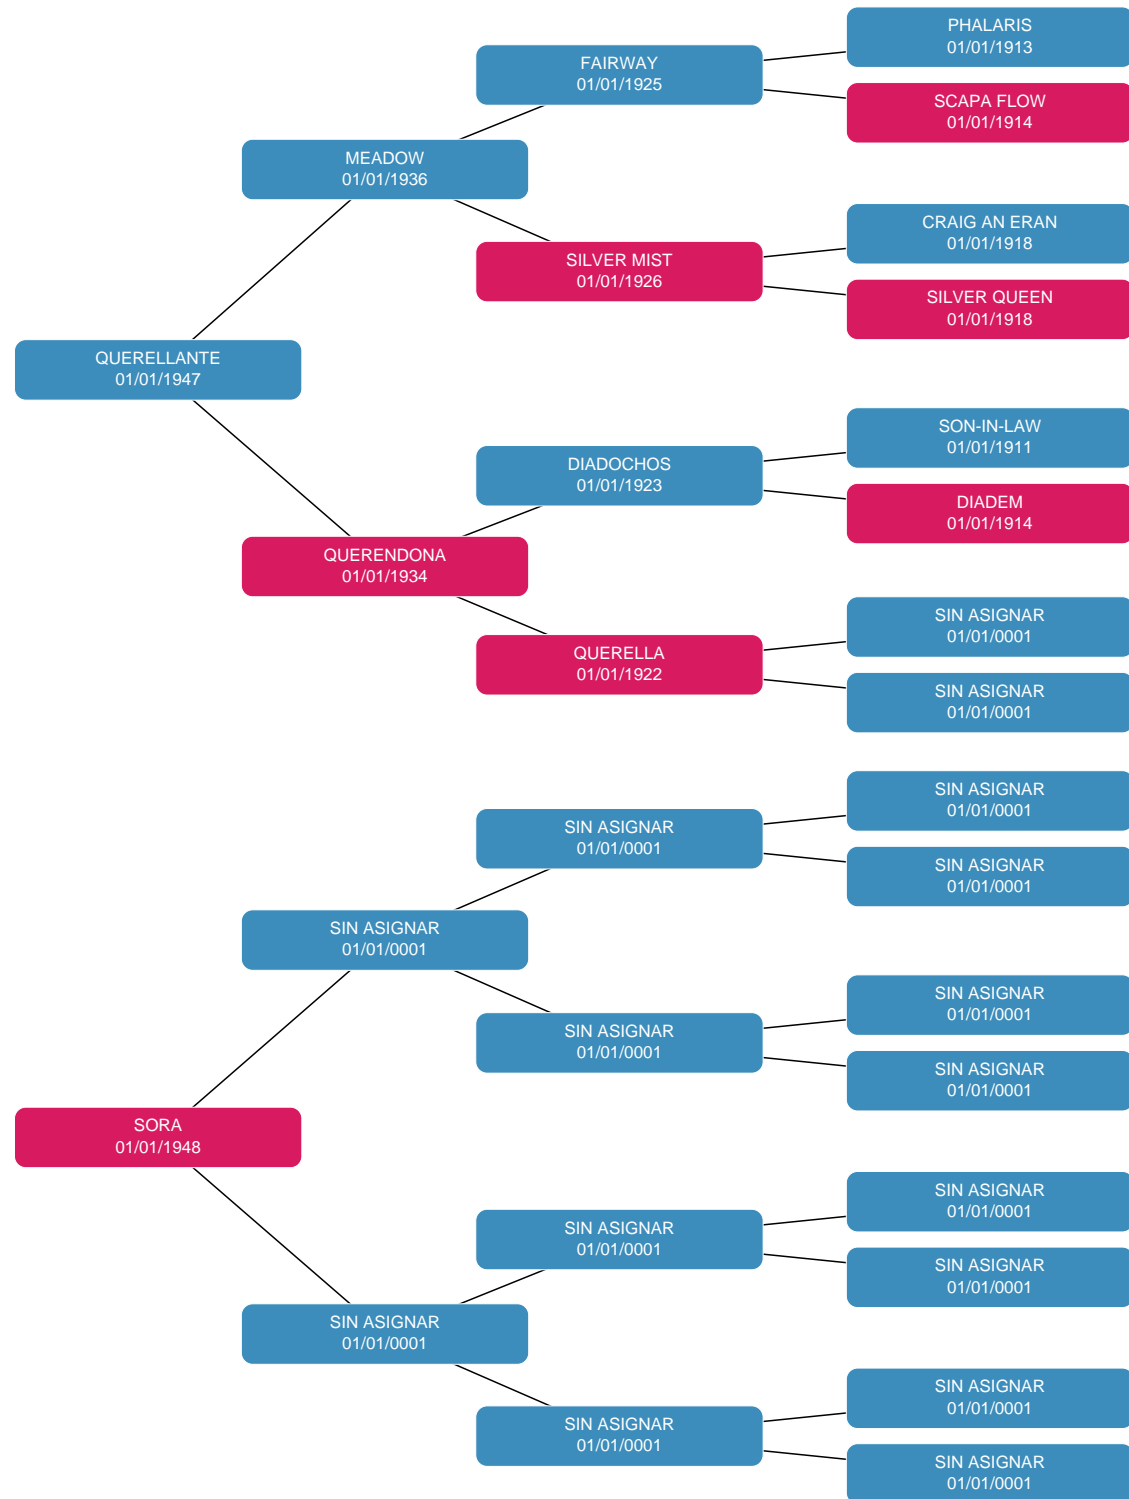 PHALARIS
01/01/1913
FAIRWAY
01/01/1925
SCAPA FLOW
01/01/1914
MEADOW
01/01/1936
CRAIG AN ERAN
01/01/1918
SILVER MIST
01/01/1926
SILVER QUEEN
01/01/1918
QUERELLANTE
01/01/1947
SON-IN-LAW
01/01/1911
DIADOCHOS
01/01/1923
DIADEM
01/01/1914
QUERENDONA
01/01/1934
SIN ASIGNAR
01/01/0001
QUERELLA
01/01/1922
SIN ASIGNAR
01/01/0001
SIN ASIGNAR
01/01/0001
SIN ASIGNAR
01/01/0001
SIN ASIGNAR
01/01/0001
SIN ASIGNAR
01/01/0001
SIN ASIGNAR
01/01/0001
SIN ASIGNAR
01/01/0001
SIN ASIGNAR
01/01/0001
SORA
01/01/1948
SIN ASIGNAR
01/01/0001
SIN ASIGNAR
01/01/0001
SIN ASIGNAR
01/01/0001
SIN ASIGNAR
01/01/0001
SIN ASIGNAR
01/01/0001
SIN ASIGNAR
01/01/0001
SIN ASIGNAR
01/01/0001